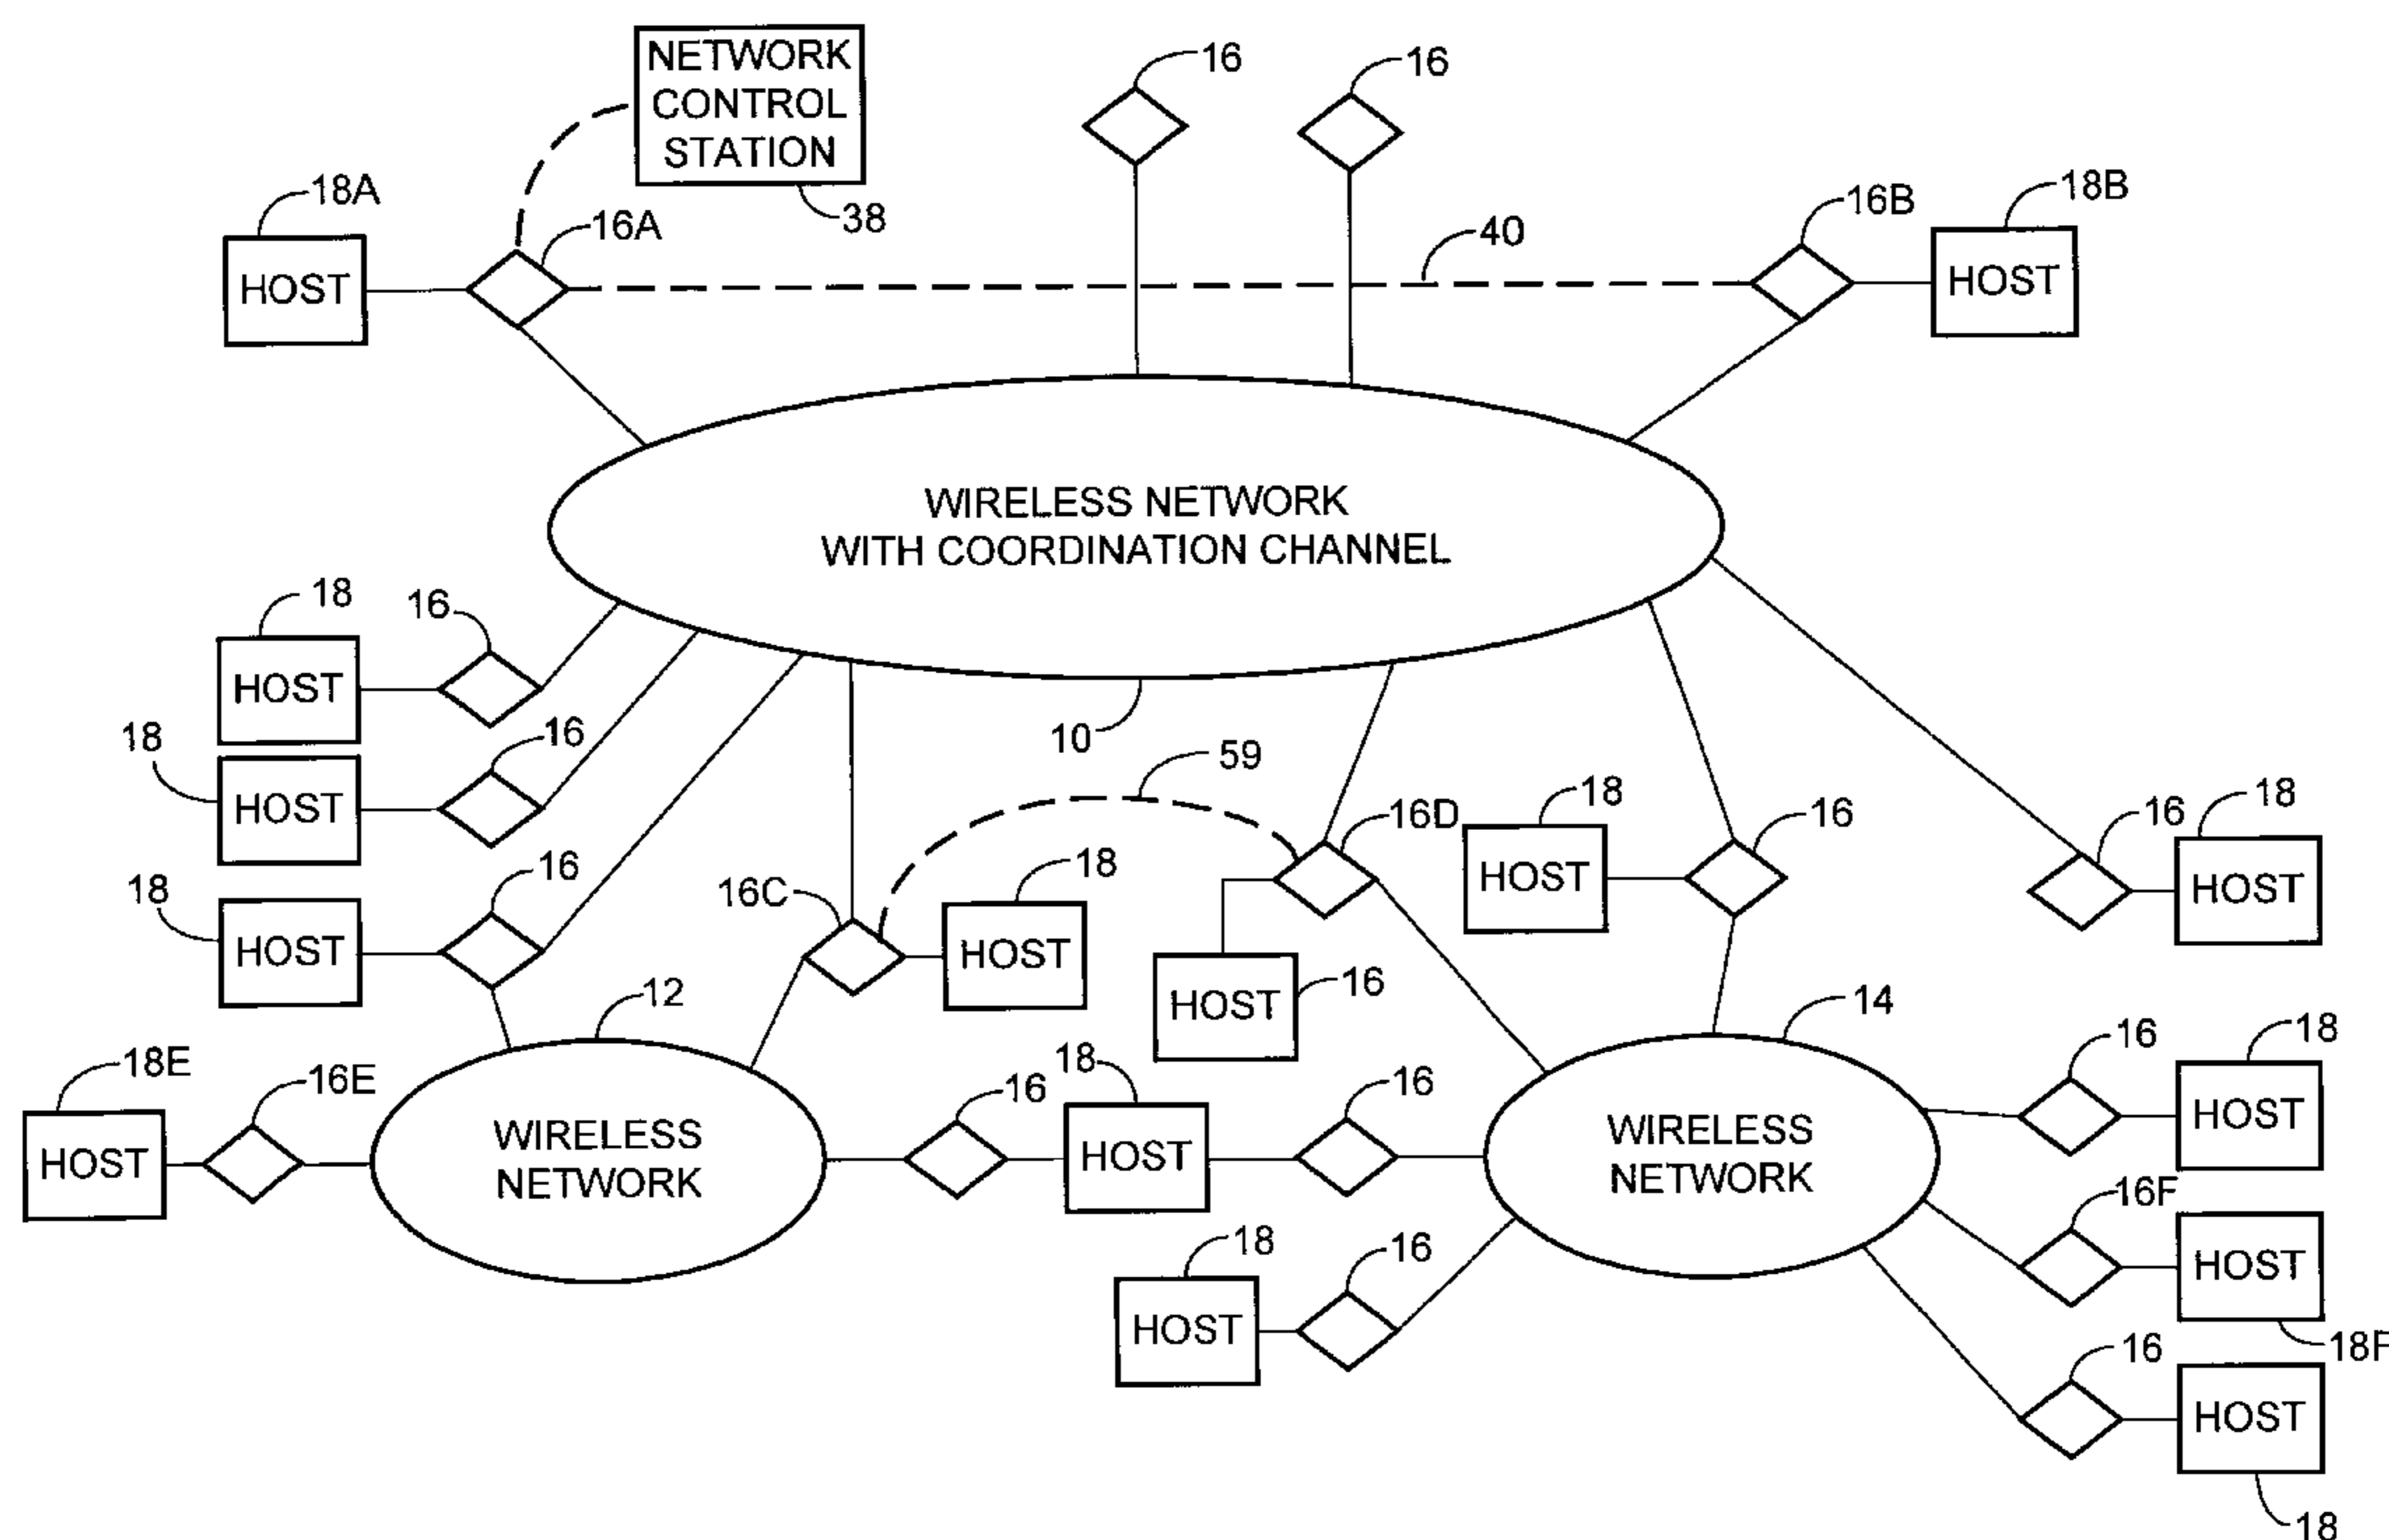 NETWORK
CONTROL
STATION
16
16
18A
16A
38
40
16B
18B
HOST
HOST
WIRELESS NETWORK
WITH COORDINATION CHANNEL
18
16
HOST
18
16
10
59
HOST
18
16
16C
18
16D
18
16
16
18
HOST
HOST
HOST
HOST
HOST
16
12
14
HOST
18E
16E
18
16
16
16
18
HOST
WIRELESS
NETWORK
HOST
WIRELESS
NETWORK
HOST
16F
HOST
18F
18
16
HOST
16
HOST
18